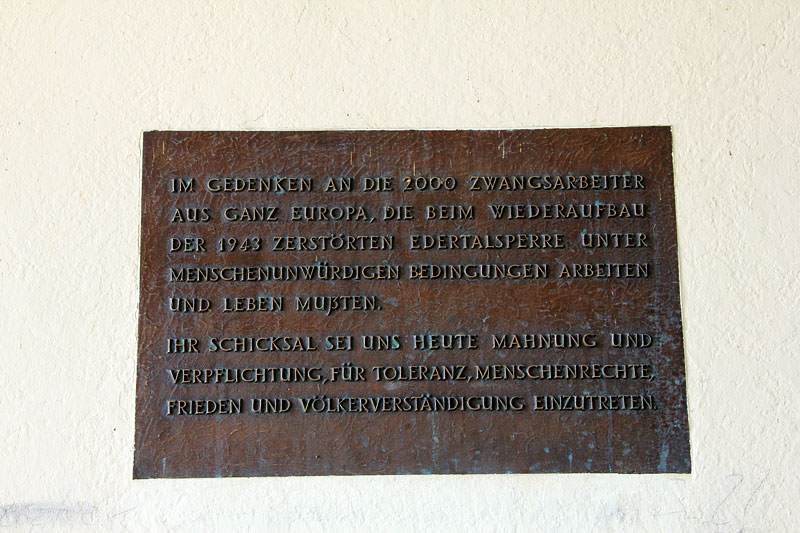 IM GEDENKEN AN DIE 2000 ZWANGSARBEITER
AUS GANZ EUROPA, DIE BEIM WIEDERAUFBAU
DER 1943 ZERSTÖRTEN EDERTALSPERRE UNTER
MENSCHENUNWÜRDIGEN BEDINGUNGEN ARBEITEN
UND LEBEN MUßTEN.
IHR SCHICKSAL SEI UNS HEUTE MAHNUNG UND
VERPFLICHTUNG, FÜR TOLERANZ, MENSCHENRECHTE,
FRIEDEN UND VÖLKERVERSTÄNDIGUNG EINZUTRETEN.